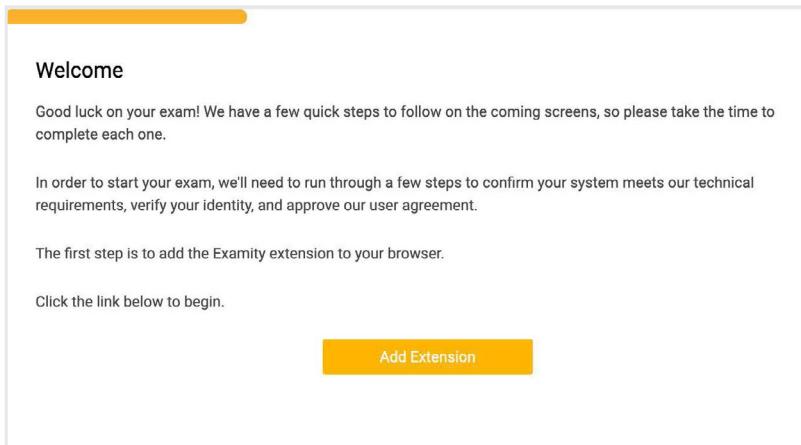 Welcome
Good luck on your exam! We have a few quick steps to follow on the coming screens, so please take the time to
complete each one.
In order to start your exam, we'll need to run through a few steps to confirm your system meets our technical
requirements, verify your identity, and approve our user agreement.
The first step is to add the Examity extension to your browser.
Click the link below to begin.
Add Extension